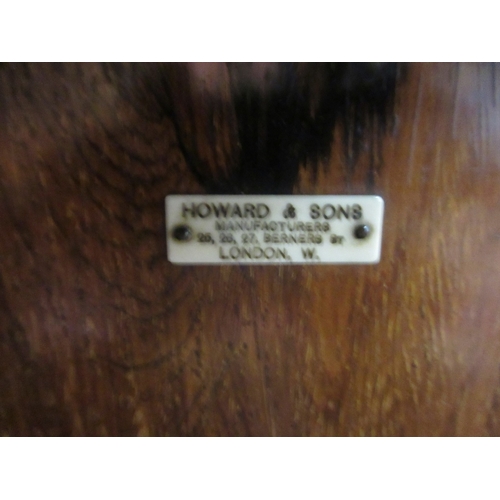 HOWARD & SONS
MANUFACTURERS
25, 26, 27, BERNERS ST
LONDON, W.